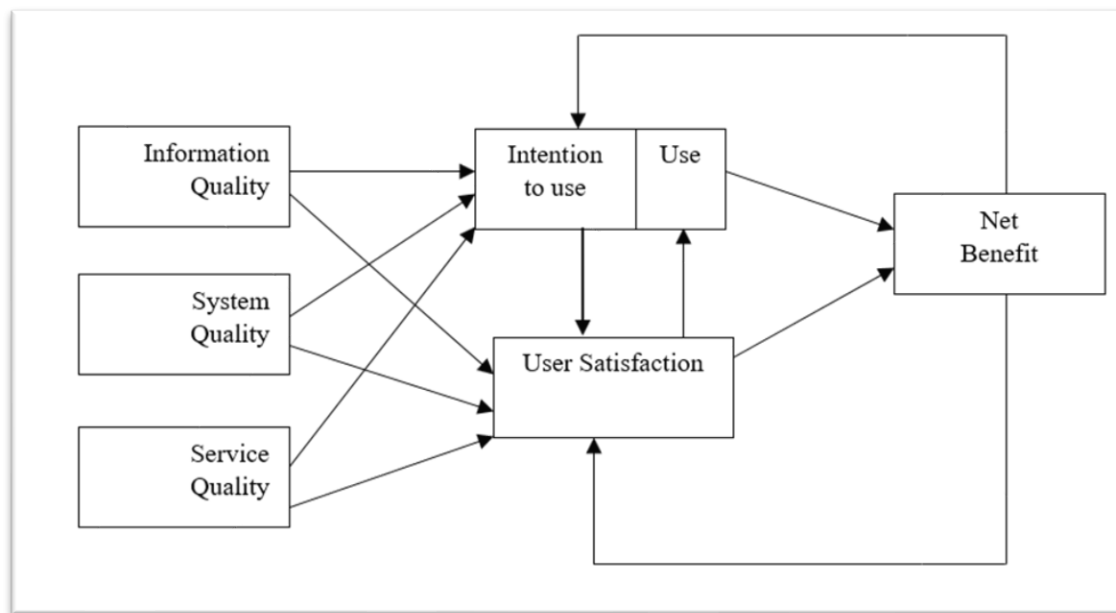 Information
Quality
System
Quality
Service
Quality
Intention
to use
Use
User Satisfaction
Net
Benefit